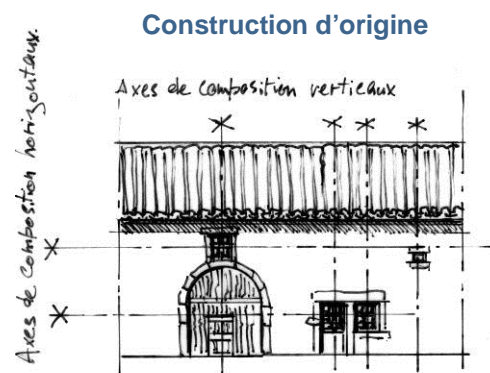 Construction d’origine
Axes de composition verticaux
Axes de composition horizontaux.